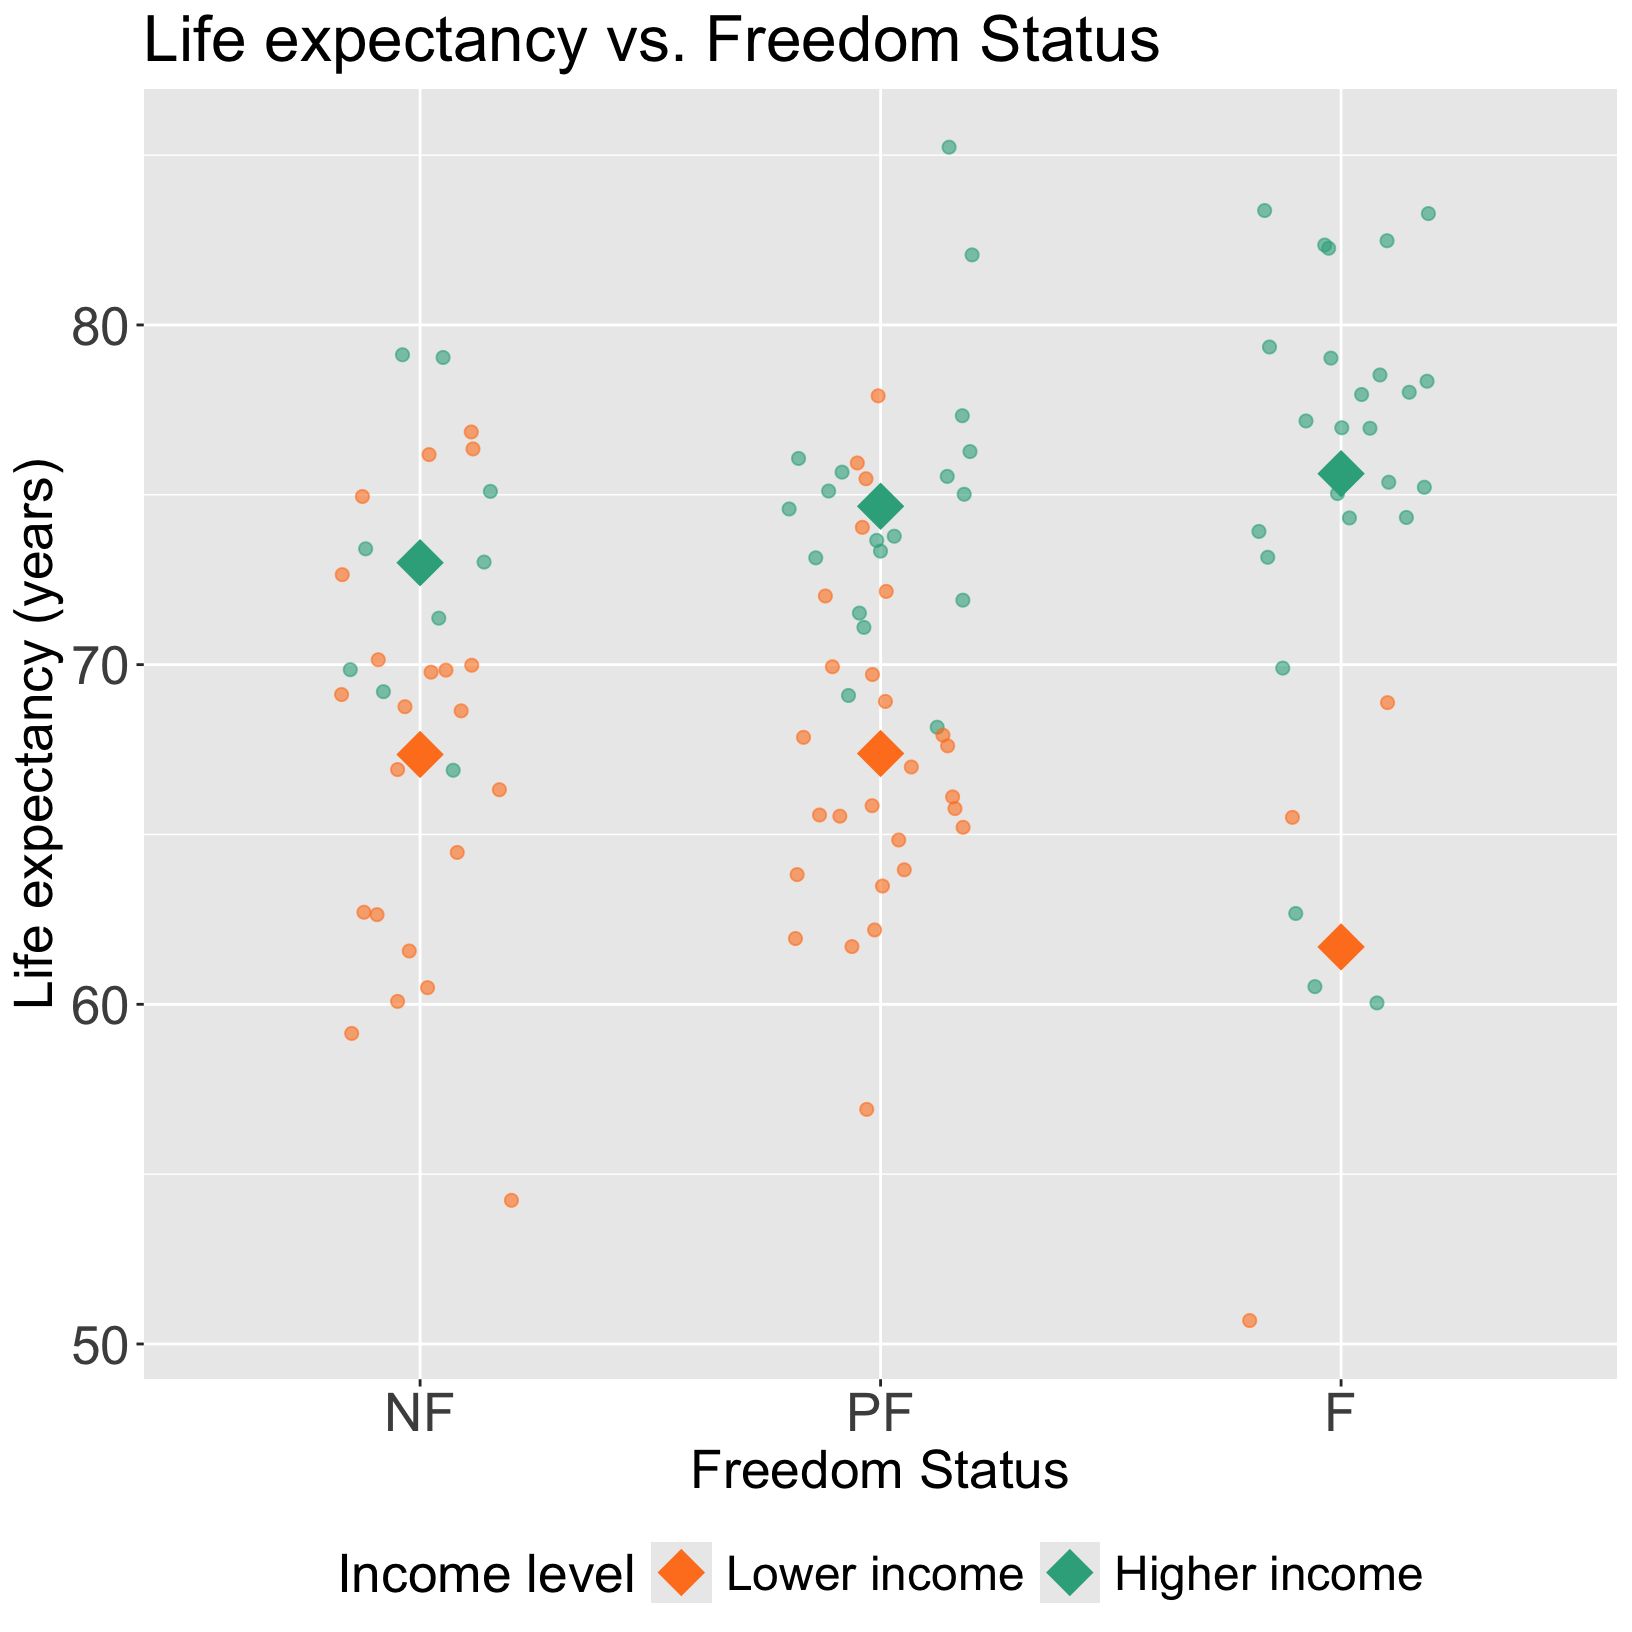 Life expectancy vs. Freedom Status
Life expectancy (years)
80
70
60
50
NF PF F
Freedom Status
Income level Lower income Higher income